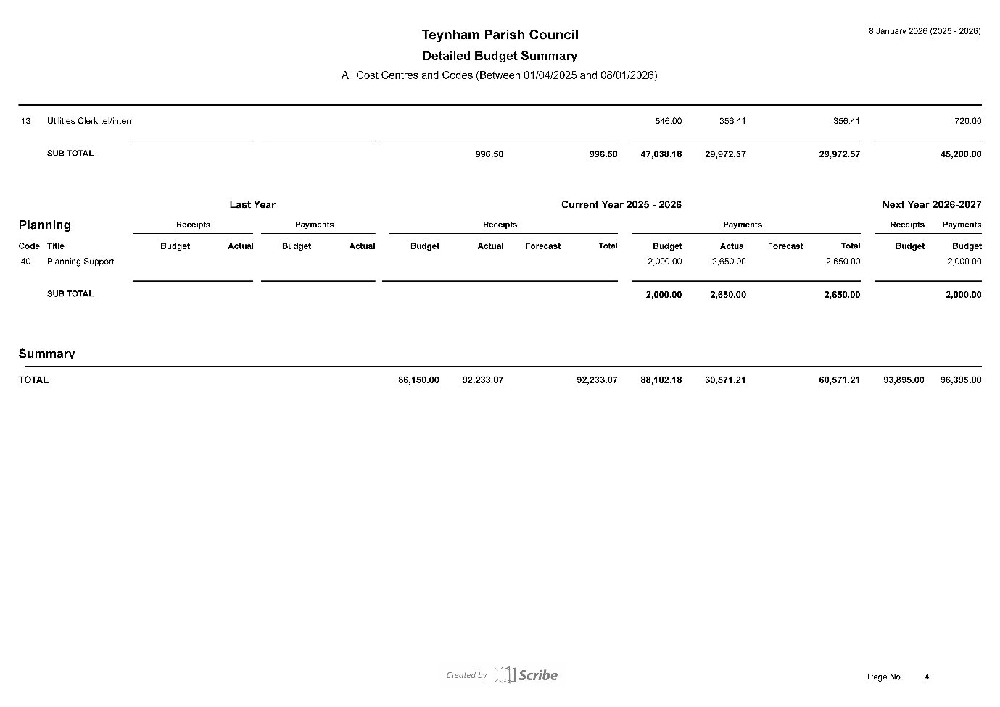 Teynham Parish Council
8 January 2026 (2025 - 2026)
Detailed Budget Summary
All Cost Centres and Codes (Between 01/04/2025 and 08/01/2026)
13 Utilities Clerk tel/intern 546.00 356.41 356.41 720.00
SUB TOTAL 996.50 996.50 47,038.18 29,972.57 29,972.57 45,200.00
Last Year Current Year 2025 - 2026 Next Year 2026-2027
Planning Receipts Payments Receipts Payments Receipts Payments
Code Title Budget Actual Budget Actual Budget Actual Forecast Total Budget Actual Forecast Total Budget Budget
40 Planning Support 2,000.00 2,650.00 2,650.00 2,000.00
SUB TOTAL 2,000.00 2,650.00 2,650.00 2,000.00
Summary
TOTAL 86,150.00 92,233.07 92,233.07 88,102.18 60,571.21 60,571.21 93,895.00 96,395.00
Created by Scribe
Page No. 4